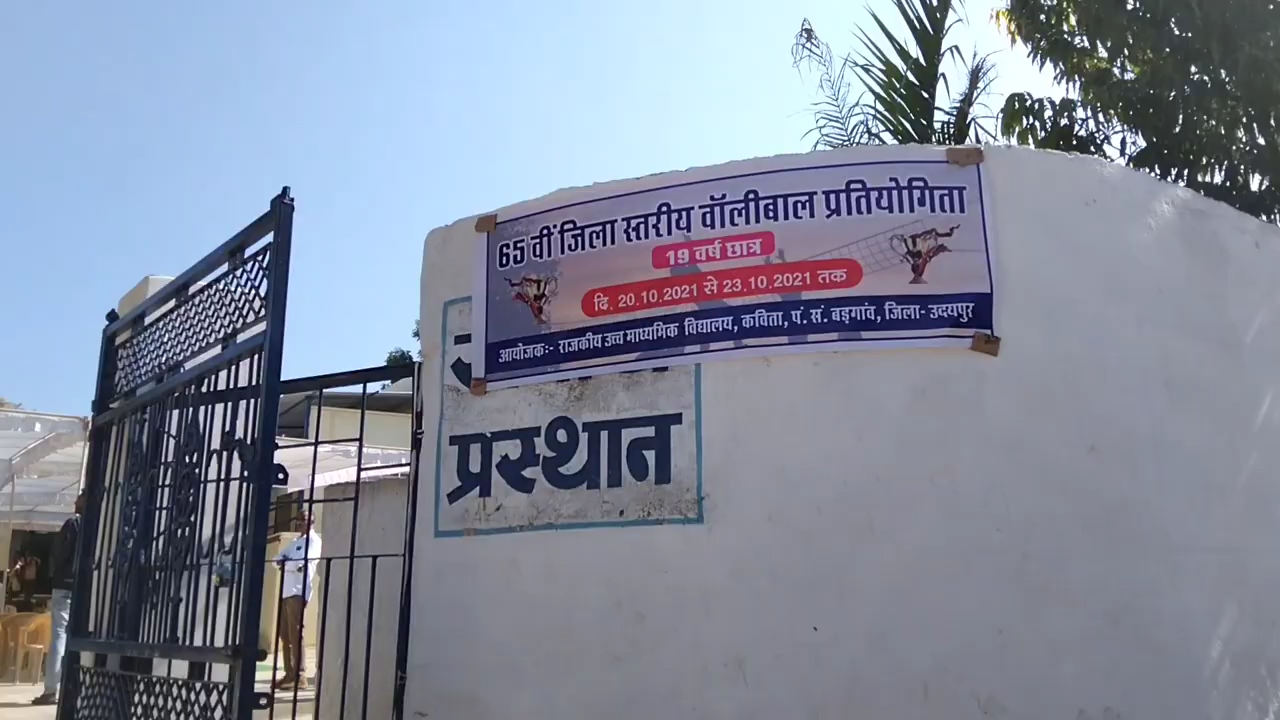 65 वीं जिला स्तरीय वॉलीबाल प्रतियोगिता
19 वर्ष छात्र
दि. 20.10.2021 से 23.10.2021 तक
आयोजकः- राजकीय उच्च माध्यमिक विद्यालय, कविता, पं. सं. बड़गांव, जिला- उदयपुर
प्रस्थान